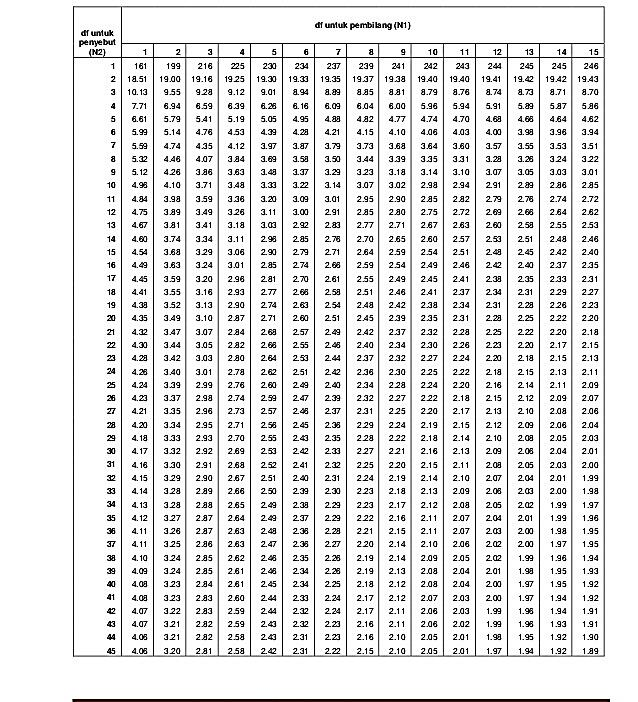 df untuk penyebut (N2) df untuk pembilang (N1)
1 2 3 4 5 6 7 8 9 10 11 12 13 14 15
1 161 199 216 225 230 234 237 239 241 242 243 244 245 245 246
2 18.51 19.00 19.16 19.25 19.30 19.33 19.35 19.37 19.38 19.40 19.40 19.41 19.42 19.42 19.43
3 10.13 9.55 9.28 9.12 9.01 8.94 8.89 8.85 8.81 8.79 8.76 8.74 8.73 8.71 8.70
4 7.71 6.94 6.59 6.39 6.26 6.16 6.09 6.04 6.00 5.96 5.94 5.91 5.89 5.87 5.86
5 6.61 5.79 5.41 5.19 5.05 4.95 4.88 4.82 4.77 4.74 4.70 4.68 4.66 4.64 4.62
6 5.99 5.14 4.76 4.53 4.39 4.28 4.21 4.15 4.10 4.06 4.03 4.00 3.98 3.96 3.94
7 5.59 4.74 4.35 4.12 3.97 3.87 3.79 3.73 3.68 3.64 3.60 3.57 3.55 3.53 3.51
8 5.32 4.46 4.07 3.84 3.69 3.58 3.50 3.44 3.39 3.35 3.31 3.28 3.26 3.24 3.22
9 5.12 4.26 3.86 3.63 3.48 3.37 3.29 3.23 3.18 3.14 3.10 3.07 3.05 3.03 3.01
10 4.96 4.10 3.71 3.48 3.33 3.22 3.14 3.07 3.02 2.98 2.94 2.91 2.89 2.86 2.85
11 4.84 3.98 3.59 3.36 3.20 3.09 3.01 2.95 2.90 2.85 2.82 2.79 2.76 2.74 2.72
12 4.75 3.89 3.49 3.26 3.11 3.00 2.91 2.85 2.80 2.75 2.72 2.69 2.66 2.64 2.62
13 4.67 3.81 3.41 3.18 3.03 2.92 2.83 2.77 2.71 2.67 2.63 2.60 2.58 2.55 2.53
14 4.60 3.74 3.34 3.11 2.96 2.85 2.76 2.70 2.65 2.60 2.57 2.53 2.51 2.48 2.46
15 4.54 3.68 3.29 3.06 2.90 2.79 2.71 2.64 2.59 2.54 2.51 2.48 2.45 2.42 2.40
16 4.49 3.63 3.24 3.01 2.85 2.74 2.66 2.59 2.54 2.49 2.46 2.42 2.40 2.37 2.35
17 4.45 3.59 3.20 2.96 2.81 2.70 2.61 2.55 2.49 2.45 2.41 2.38 2.35 2.33 2.31
18 4.41 3.55 3.16 2.93 2.77 2.66 2.58 2.51 2.46 2.41 2.37 2.34 2.31 2.29 2.27
19 4.38 3.52 3.13 2.90 2.74 2.63 2.54 2.48 2.42 2.38 2.34 2.31 2.28 2.26 2.23
20 4.35 3.49 3.10 2.87 2.71 2.60 2.51 2.45 2.39 2.35 2.31 2.28 2.25 2.22 2.20
21 4.32 3.47 3.07 2.84 2.68 2.57 2.49 2.42 2.37 2.32 2.28 2.25 2.22 2.20 2.18
22 4.30 3.44 3.05 2.82 2.66 2.55 2.46 2.40 2.34 2.30 2.26 2.23 2.20 2.17 2.15
23 4.28 3.42 3.03 2.80 2.64 2.53 2.44 2.37 2.32 2.27 2.24 2.20 2.18 2.15 2.13
24 4.26 3.40 3.01 2.78 2.62 2.51 2.42 2.36 2.30 2.25 2.22 2.18 2.15 2.13 2.11
25 4.24 3.39 2.99 2.76 2.60 2.49 2.40 2.34 2.28 2.24 2.20 2.16 2.14 2.11 2.09
26 4.23 3.37 2.98 2.74 2.59 2.47 2.39 2.32 2.27 2.22 2.18 2.15 2.12 2.09 2.07
27 4.21 3.35 2.96 2.73 2.57 2.46 2.37 2.31 2.25 2.20 2.17 2.13 2.10 2.08 2.06
28 4.20 3.34 2.95 2.71 2.56 2.45 2.36 2.29 2.24 2.19 2.15 2.12 2.09 2.06 2.04
29 4.18 3.33 2.93 2.70 2.55 2.43 2.35 2.28 2.22 2.18 2.14 2.10 2.08 2.05 2.03
30 4.17 3.32 2.92 2.69 2.53 2.42 2.33 2.27 2.21 2.16 2.13 2.09 2.06 2.04 2.01
31 4.16 3.30 2.91 2.68 2.52 2.41 2.32 2.25 2.20 2.15 2.11 2.08 2.05 2.03 2.00
32 4.15 3.29 2.90 2.67 2.51 2.40 2.31 2.24 2.19 2.14 2.10 2.07 2.04 2.01 1.99
33 4.14 3.28 2.89 2.66 2.50 2.39 2.30 2.23 2.18 2.13 2.09 2.06 2.03 2.00 1.98
34 4.13 3.28 2.88 2.65 2.49 2.38 2.29 2.23 2.17 2.12 2.08 2.05 2.02 1.99 1.97
35 4.12 3.27 2.87 2.64 2.49 2.37 2.29 2.22 2.16 2.11 2.07 2.04 2.01 1.99 1.96
36 4.11 3.26 2.87 2.63 2.48 2.36 2.28 2.21 2.15 2.11 2.07 2.03 2.00 1.98 1.95
37 4.11 3.25 2.86 2.63 2.47 2.36 2.27 2.20 2.14 2.10 2.06 2.02 2.00 1.97 1.95
38 4.10 3.24 2.85 2.62 2.46 2.35 2.26 2.19 2.14 2.09 2.05 2.02 1.99 1.96 1.94
39 4.09 3.24 2.85 2.61 2.46 2.34 2.26 2.19 2.13 2.08 2.04 2.01 1.98 1.95 1.93
40 4.08 3.23 2.84 2.61 2.45 2.34 2.25 2.18 2.12 2.08 2.04 2.00 1.97 1.95 1.92
41 4.08 3.23 2.83 2.60 2.44 2.33 2.24 2.17 2.12 2.07 2.03 2.00 1.97 1.94 1.92
42 4.07 3.22 2.83 2.59 2.44 2.32 2.24 2.17 2.11 2.06 2.03 1.99 1.96 1.94 1.91
43 4.07 3.21 2.82 2.59 2.43 2.32 2.23 2.16 2.11 2.06 2.02 1.99 1.96 1.93 1.91
44 4.06 3.21 2.82 2.58 2.43 2.31 2.23 2.16 2.10 2.05 2.01 1.98 1.95 1.92 1.90
45 4.06 3.20 2.81 2.58 2.42 2.31 2.22 2.15 2.10 2.05 2.01 1.97 1.94 1.92 1.89